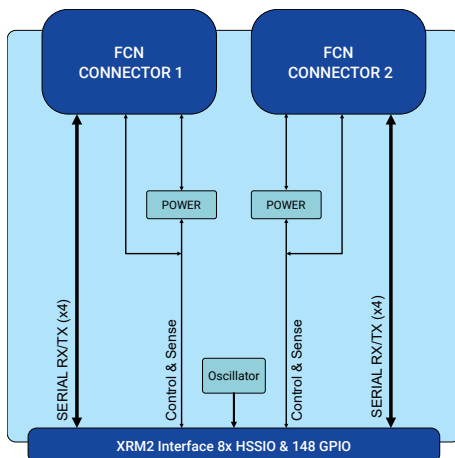 FCN
CONNECTOR 1
FCN
CONNECTOR 2
POWER
POWER
SERIAL RX/TX (x4)
Control & Sense
Oscillator
Control & Sense
SERIAL RX/TX (x4)
XRM2 Interface 8x HSSIO & 148 GPIO